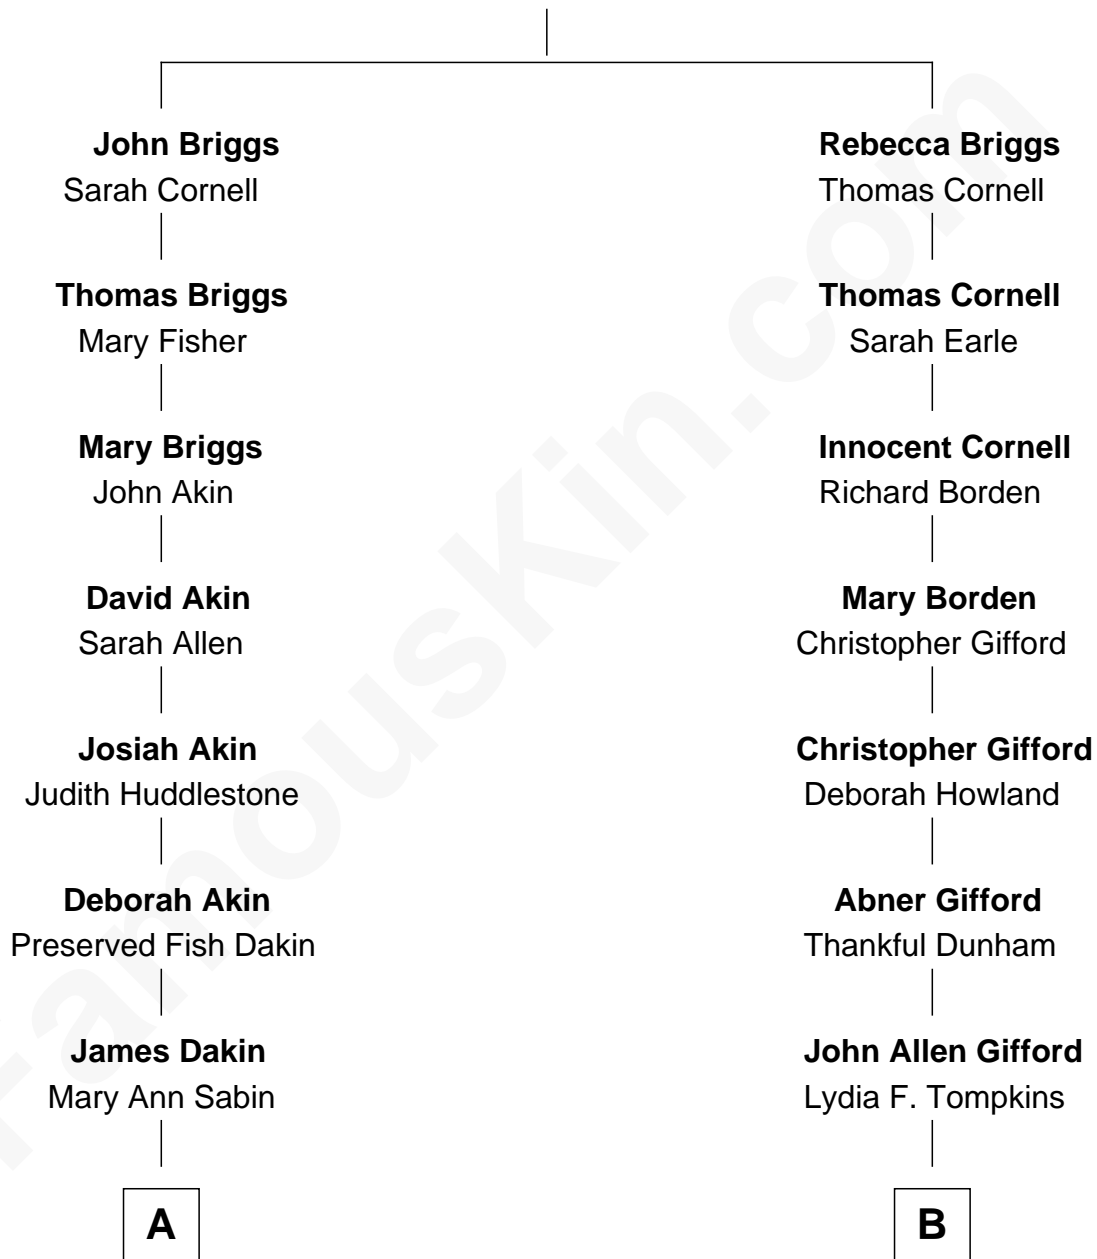 John Briggs
Sarah Cornell
Thomas Briggs
Mary Fisher
Mary Briggs
John Akin
David Akin
Sarah Allen
Josiah Akin
Judith Huddlestone
Deborah Akin
Preserved Fish Dakin
James Dakin
Mary Ann Sabin
A
Rebecca Briggs
Thomas Cornell
Thomas Cornell
Sarah Earle
Innocent Cornell
Richard Borden
Mary Borden
Christopher Gifford
Christopher Gifford
Deborah Howland
Abner Gifford
Thankful Dunham
John Allen Gifford
Lydia F. Tompkins
B
FamousKin.com